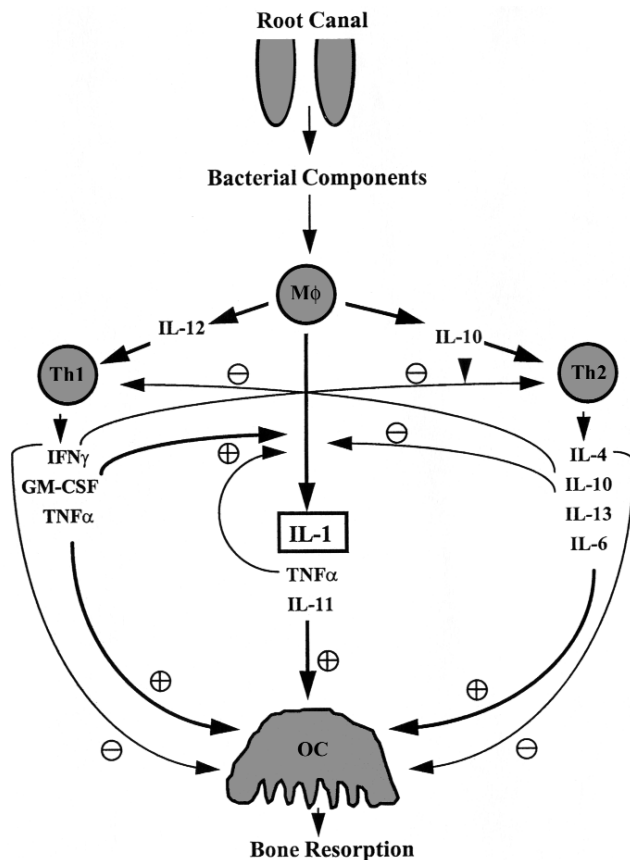 Root Canal
Bacterial Components
Mϕ
IL-12
IL-10
Th1
⊖
⊖
Th2
IFNγ
GM-CSF
TNFα
⊕
⊖
IL-4
IL-10
IL-13
IL-6
IL-1
TNFα
IL-11
⊕
⊕
⊕
⊖
OC
⊖
Bone Resorption